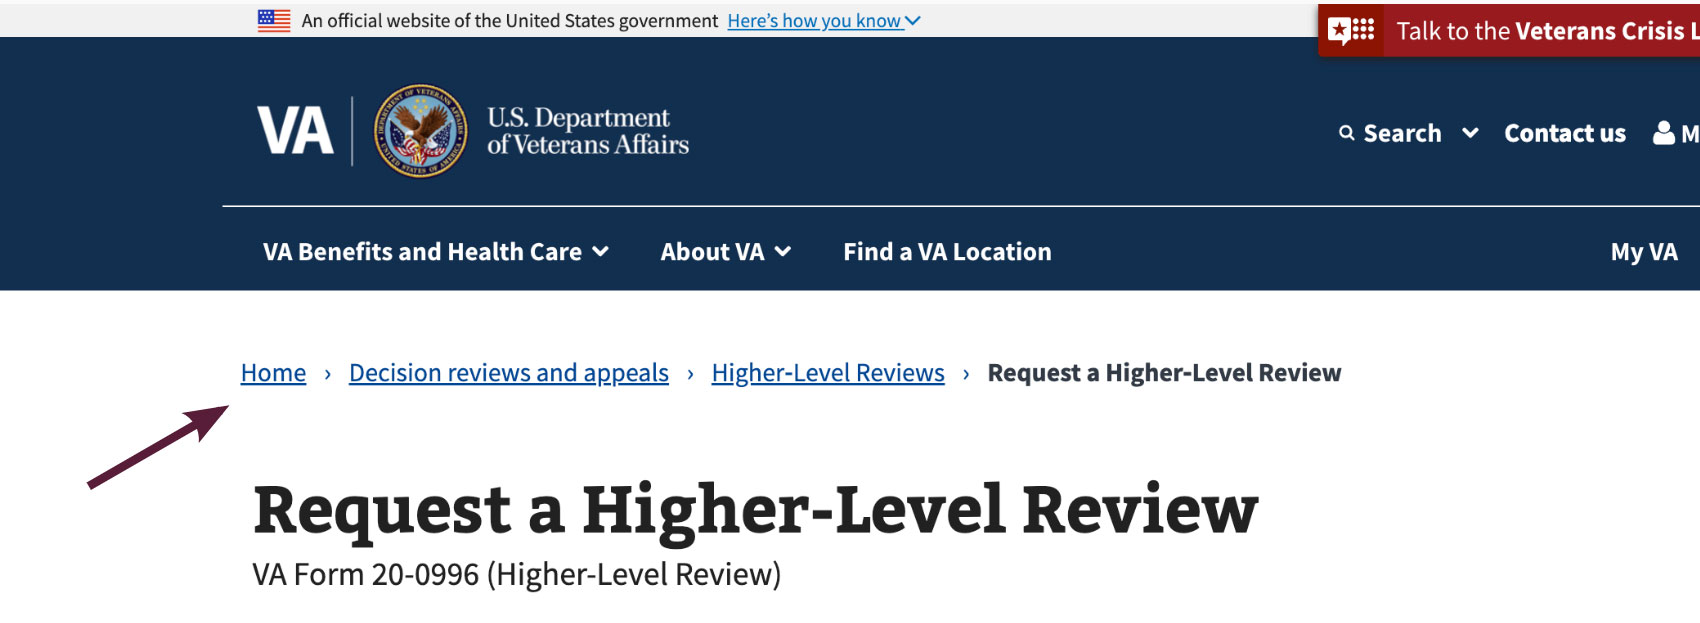 An official website of the United States government Here’s how you know
Talk to the Veterans Crisis L
VA
U.S. Department
of Veterans Affairs
Search Contact us M
VA Benefits and Health Care About VA Find a VA Location My VA
Home › Decision reviews and appeals › Higher-Level Reviews › Request a Higher-Level Review
Request a Higher-Level Review
VA Form 20-0996 (Higher-Level Review)